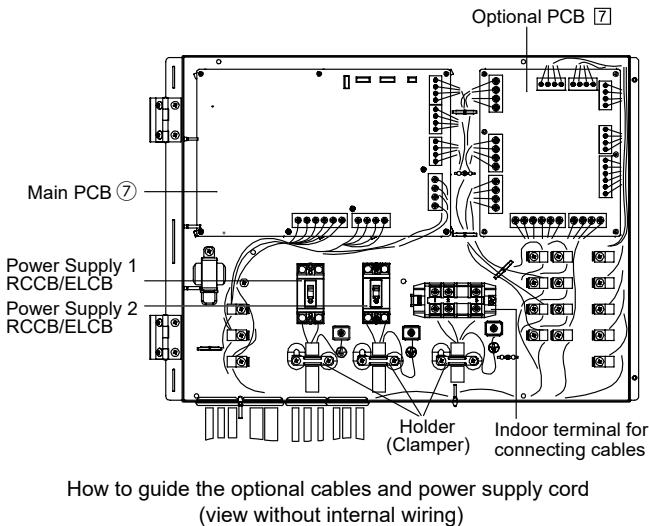 Optional PCB 7
Main PCB ⑦
Power Supply 1
RCCB/ELCB
Power Supply 2
RCCB/ELCB
Holder
(Clamper)
Indoor terminal for
connecting cables
How to guide the optional cables and power supply cord
(view without internal wiring)